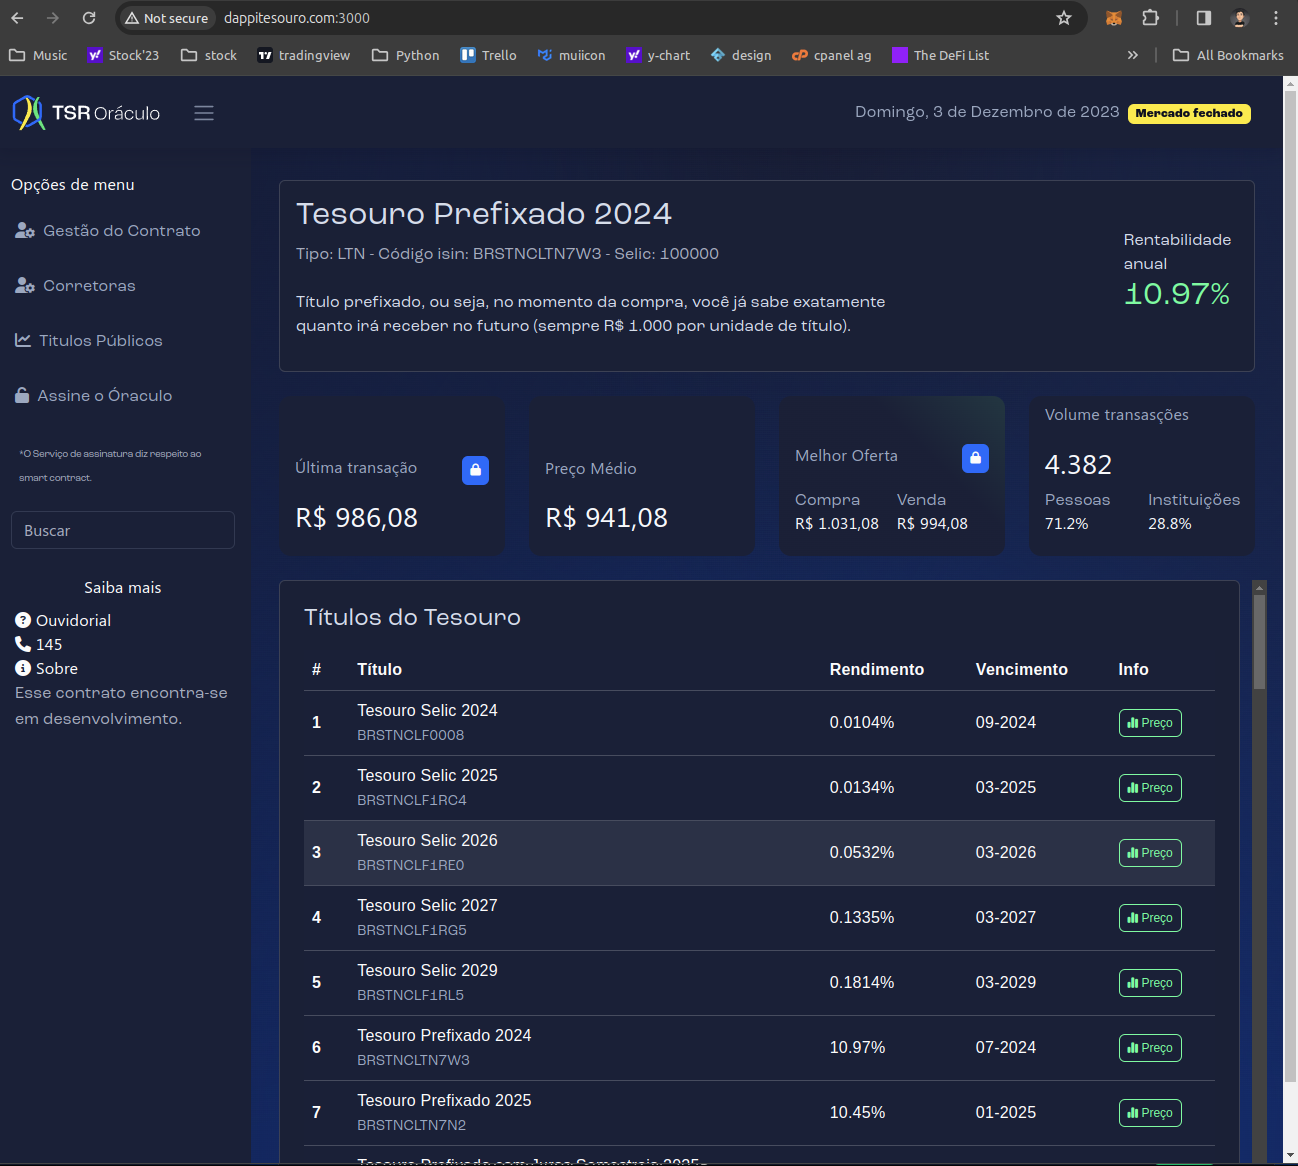 Not secure
dappitesouro.com:3000
Music
Stock'23
stock
tradingview
Python
Trello
muiicon
y-chart
design
cpanel ag
The DeFi List
All Bookmarks
TSR Oráculo
Domingo, 3 de Dezembro de 2023
Mercado fechado
Opções de menu
Gestão do Contrato
Corretoras
Titulos Públicos
Assine o Óraculo
*O Serviço de assinatura diz respeito ao
smart contract.
Buscar
Saiba mais
Ouvidorial
145
Sobre
Esse contrato encontra-se
em desenvolvimento.
Tesouro Prefixado 2024
Tipo: LTN - Código isin: BRSTNCLTN7W3 - Selic: 100000
Título prefixado, ou seja, no momento da compra, você já sabe exatamente
quanto irá receber no futuro (sempre R$ 1.000 por unidade de título).
Rentabilidade
anual
10.97%
Última transação
R$ 986,08
Preço Médio
R$ 941,08
Melhor Oferta
Compra Venda
R$ 1.031,08 R$ 994,08
Volume transasções
4.382
Pessoas Instituições
71.2% 28.8%
Títulos do Tesouro
# Título Rendimento Vencimento Info
1 Tesouro Selic 2024 0.0104% 09-2024 Preço
BRSTNCLF0008
2 Tesouro Selic 2025 0.0134% 03-2025 Preço
BRSTNCLF1RC4
3 Tesouro Selic 2026 0.0532% 03-2026 Preço
BRSTNCLF1RE0
4 Tesouro Selic 2027 0.1335% 03-2027 Preço
BRSTNCLF1RG5
5 Tesouro Selic 2029 0.1814% 03-2029 Preço
BRSTNCLF1RL5
6 Tesouro Prefixado 2024 10.97% 07-2024 Preço
BRSTNCLTN7W3
7 Tesouro Prefixado 2025 10.45% 01-2025 Preço
BRSTNCLTN7N2